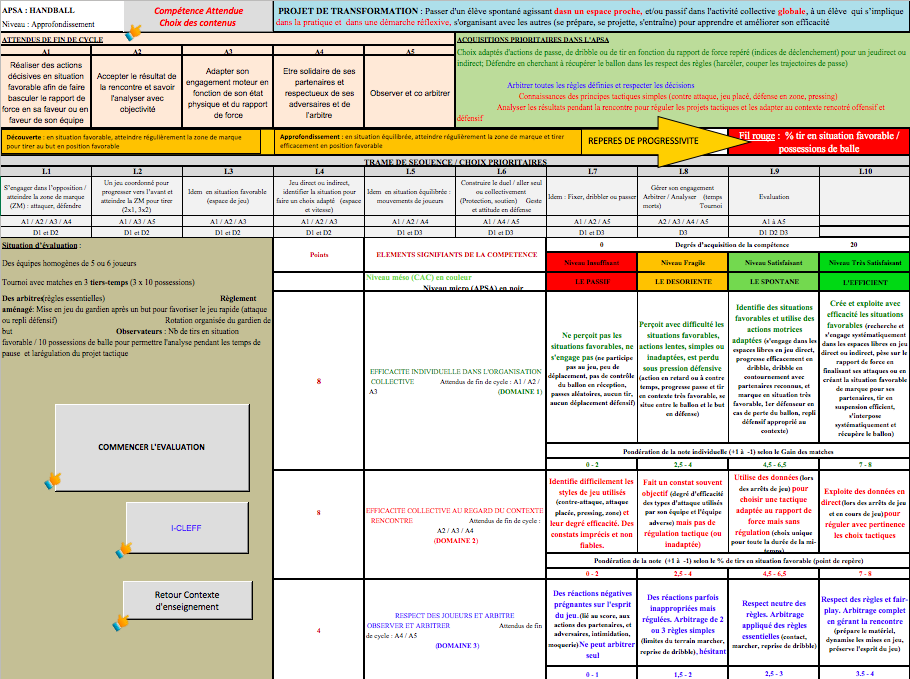 APSA : HANDBALL
Niveau : Approfondissement
Compétence Attendue
Choix des contenus
PROJET DE TRANSFORMATION : Passer d'un élève spontané agissant dasn un espace proche, et/ou passif dans l'activité collective globale, à un élève qui s'implique
dans la pratique et dans une démarche réflexive, s'organisant avec les autres (se prépare, se projette, s'entraîne) pour apprendre et améliorer son efficacité
ATTENDUS DE FIN DE CYCLE
A1
A2
A3
A4
A5
Réaliser des actions
décisives en situation
favorable afin de faire
basculer le rapport de
force en sa faveur ou en
faveur de son équipe
Accepter le résultat de
la rencontre et savoir
l'analyser avec
objectivité
Adapter son
engagement moteur en
fonction de son état
physique et du rapport
de force
Etre solidaire de ses
partenaires et
respectueux de ses
adversaires et de
l'arbitre
Observer et co arbitrer
ACQUISITIONS PRIORITAIRES DANS L'APSA
Choix adaptés d'actions de passe, de dribble ou de tir en fonction du rapport de force repéré (indices de déclenchement) pour un jeudirect ou
indirect; Défendre en cherchant à récupérer le ballon dans le respect des règles (harcéler, couper les trajectoires de passe)
Arbitrer toutes les règles définies et respecter les décisions
Connaissances des principes tactiques simples (contre attaque, jeu placé, défense en zone, pressing)
Analyser les résultats pendant la rencontre pour réguler les projets tactiques et les adapter au contexte rencontré offensif et
défensif
Découverte : en situation favorable, atteindre régulièrement la zone de marque
pour tirer au but en position favorable
Approfondissement : en situation équilibrée, atteindre régulièrement la zone de marque et tirer
efficacement en position favorable
REPERES DE PROGRESSIVITE
Fil rouge : % tir en situation favorable /
possessions de balle
TRAME DE SEQUENCE / CHOIX PRIORITAIRES
L1
L2
L3
L4
L5
L6
L7
L8
L9
L10
S'engager dans l'opposition /
atteindre la zone de marque
(ZM) : attaquer, défendre
Un jeu coordonné pour
progresser vers l'avant et
atteindre la ZM pour tirer
(2x1, 3x2)
Idem en situation favorable
(espace de jeu)
Jeu direct ou indirect,
identifier la situation pour
faire un choix adapté (espace
et vitesse)
Idem en situation équilibrée :
mouvements de joueurs
Construire le duel / aller seul
ou collectivement
(Protection, soutien) Geste
et attitude en défense
Idem : Fixer, dribbler ou passer
Gérer son engagement
Arbitrer / Analyser (temps
morts) Tournoi
Evaluation
A1 / A2 / A3 / A4
A1 / A3 / A5
A1 / A2 / A3
A1 / A2 / A3 / A4
A1 / A2 / A5
A1 / A4 / A5
A1 / A2 / A5
A2 / A3 / A4 / A5
A1 à A5
D1 et D2
D1 et D2
D1 et D2
D1 et D2
D1 et D2
D1 et D3
D1 et D3
D3
D1 D2 D3
Situation d'évaluation :
Des équipes homogènes de 5 ou 6 joueurs
Tournoi avec matches en 3 tiers-temps (3 x 10 possessions)
Des arbitres(règles essentielles) Règlement
aménagé: Mise en jeu du gardien après un but pour favoriser le jeu rapide (attaque
ou repli défensif) Rotation organisée du gardien de
but Observateurs : Nb de tirs en situation
favorable / 10 possessions de balle pour permettre l'analyse pendant les temps de
pause et larégulation du projet tactique
COMMENCER L'EVALUATION
I-CLEFF
Retour Contexte
d'enseignement
Points
ELEMENTS SIGNIFIANTS DE LA COMPETENCE
0
Degrés d'acquisition de la compétence
20
Niveau Insuffisant
Niveau Fragile
Niveau Satisfaisant
Niveau Très Satisfaisant
Niveau méso (CAC) en couleur
Niveau micro (APSA) en noir
LE PASSIF
LE DESORIENTE
LE SPONTANE
L'EFFICIENT
8
EFFICACITE INDIVIDUELLE DANS L'ORGANISATION
COLLECTIVE Attendus de fin de cycle : A1 / A2 /
A3 (DOMAINE 1)
Ne perçoit pas les
situations favorables, ne
s'engage pas (ne participe
pas au jeu, peu de
déplacement, pas de contrôle
du ballon en réception,
passes aléatoires, aucun tir,
aucun déplacement défensif)
Perçoit avec difficulté les
situations favorables,
actions lentes, simples ou
inadaptées, est perdu
sous pression défensive
(action en retard ou à contre
temps, progresse passe et tir
en contexte très favorable, se
situe entre le ballon et le but
en défense)
Identifie des situations
favorables et utilise des
actions motrices
adaptées (s'engage dans les
espaces libres en jeu direct,
progresse efficacement en
dribble, dribble en
contournement avec
partenaires reconnus, et
marque en situation très
favorable, 1er défenseur en
cas de perte du ballon, repli
défensif approprié au
contexte)
Crée et exploite avec
efficacité les situations
favorables (recherche et
s'engage systématiquement
dans les espaces libres en jeu
direct ou indirect, pèse sur le
rapport de force en
finalisant ses attaques ou en
créant la situation favorable
de marque pour ses
partenaires, tir en
suspension efficient,
s'interpose
systématiquement et
récupère le ballon)
Pondération de la note individuelle (+1 à -1) selon le Gain des matches
0 - 2
2,5 - 4
4,5 - 6,5
7 - 8
8
EFFICACITE COLLECTIVE AU REGARD DU CONTEXTE
RENCONTRE Attendus de fin de cycle :
A2 / A3 / A4
(DOMAINE 2)
Identifie difficilement les
styles de jeu utilisés
(contre-attaque, attaque
placée, pressing, zone) et
leur degré efficacité. Des
constats imprécis et non
fiables.
Fait un constat souvent
objectif (degré d'efficacité
des types d'attaque utilisés
par son équipe et l'équipe
adverse) mais pas de
régulation tactique (ou
inadaptée)
Utilise des données (lors
des arrêts de jeu) pour
choisir une tactique
adaptée au rapport de
force mais sans
régulation (choix unique
pour toute la durée de la mi-
temps)
Exploite des données en
direct(lors des arrêts de jeu
et en cours de jeu)pour
réguler avec pertinence
les choix tactiques
Pondération de la note (+1 à -1) selon le % de tirs en situation favorable (point de repère)
0 - 2
2,5 - 4
4,5 - 6,5
7 - 8
4
RESPECT DES JOUEURS ET ARBITRE
OBSERVER ET ARBITRER Attendus de fin
de cycle : A4 / A5
(DOMAINE 3)
Des réactions négatives
prégnantes sur l'esprit
du jeu.(lié au score, aux
actions des partenaires, et
adversaires, intimidation,
moquerie)Ne peut arbitrer
seul
Des réactions parfois
inappropriées mais
régulées. Arbitrage de 2
ou 3 règles simples
(limites du terrain marcher,
reprise de dribble), hésitant
Respect neutre des
règles. Arbitrage
appliqué des règles
essentielles (contact,
marcher, reprise de dribble)
Respect des règles et fair-
play. Arbitrage complet
en gérant la rencontre
(prépare le matériel,
dynamise les mises en jeu,
préserve l'esprit du jeu)
0 - 1
1,5 - 2
2,5 - 3
3.5 - 4